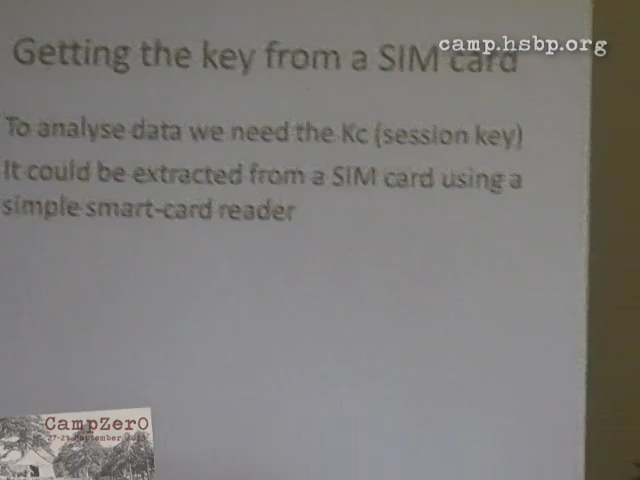 camp.hsbp.org
Getting the key from a SIM card
To analyse data we need the Kc (session key)
It could be extracted from a SIM card using a
simple smart-card reader
CampZer0
September